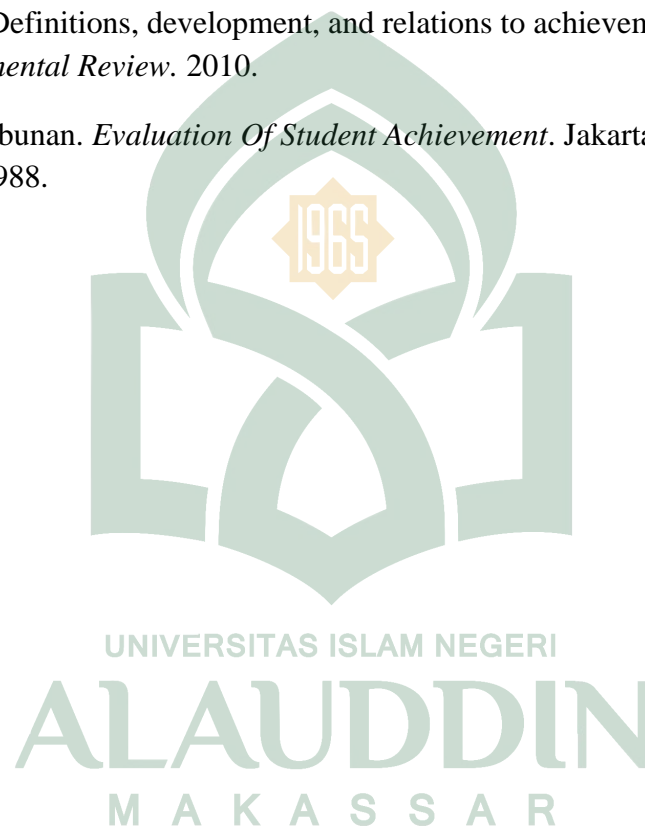 Definitions, development, and relations to achievem
mental Review. 2010.
bunan. Evaluation Of Student Achievement. Jakarta
988.
1965
UNIVERSITAS ISLAM NEGERI
ALAUDDIN
MAKASSAR